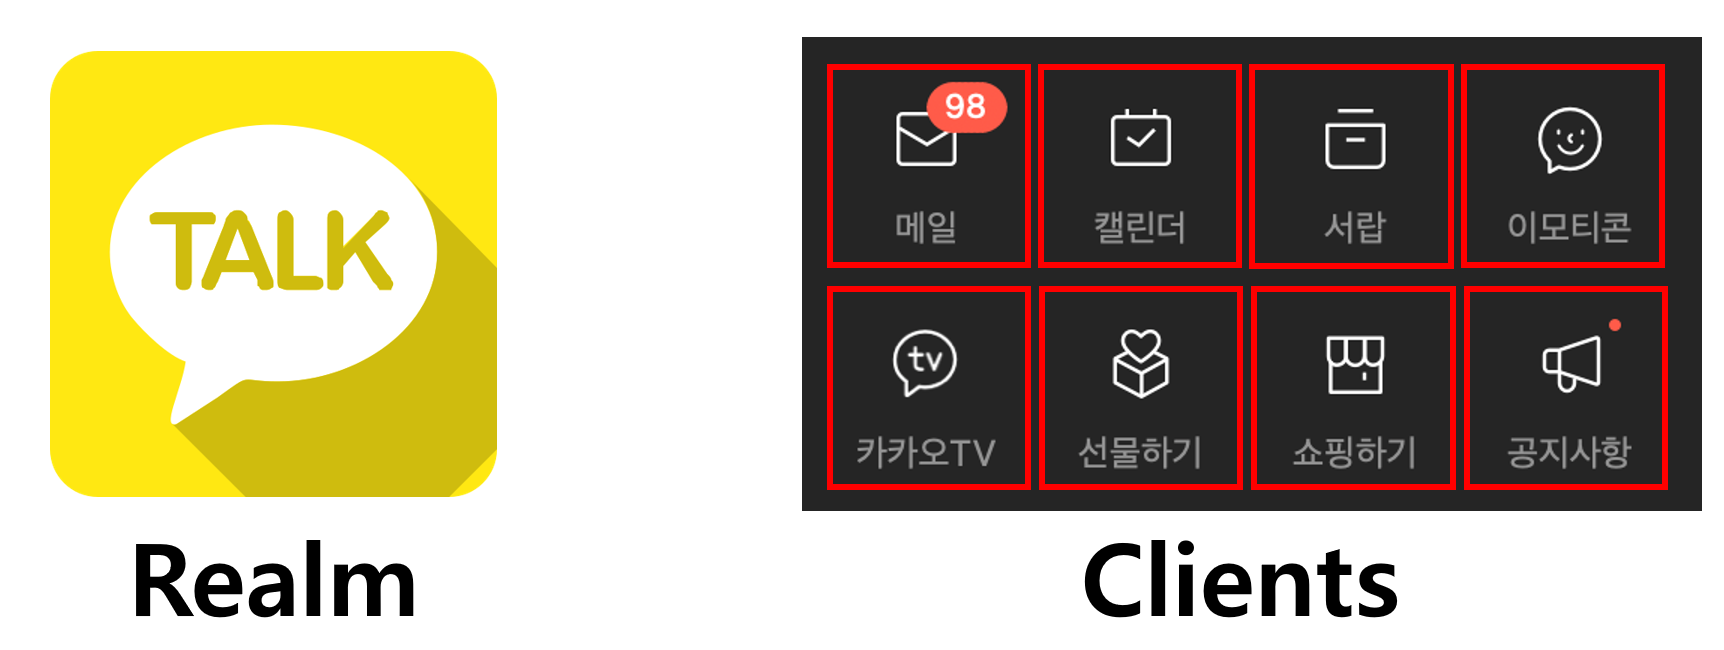 TALK
98
메일
캘린더
서랍
이모티콘
tv
카카오TV
선물하기
쇼핑하기
공지사항
Realm
Clients